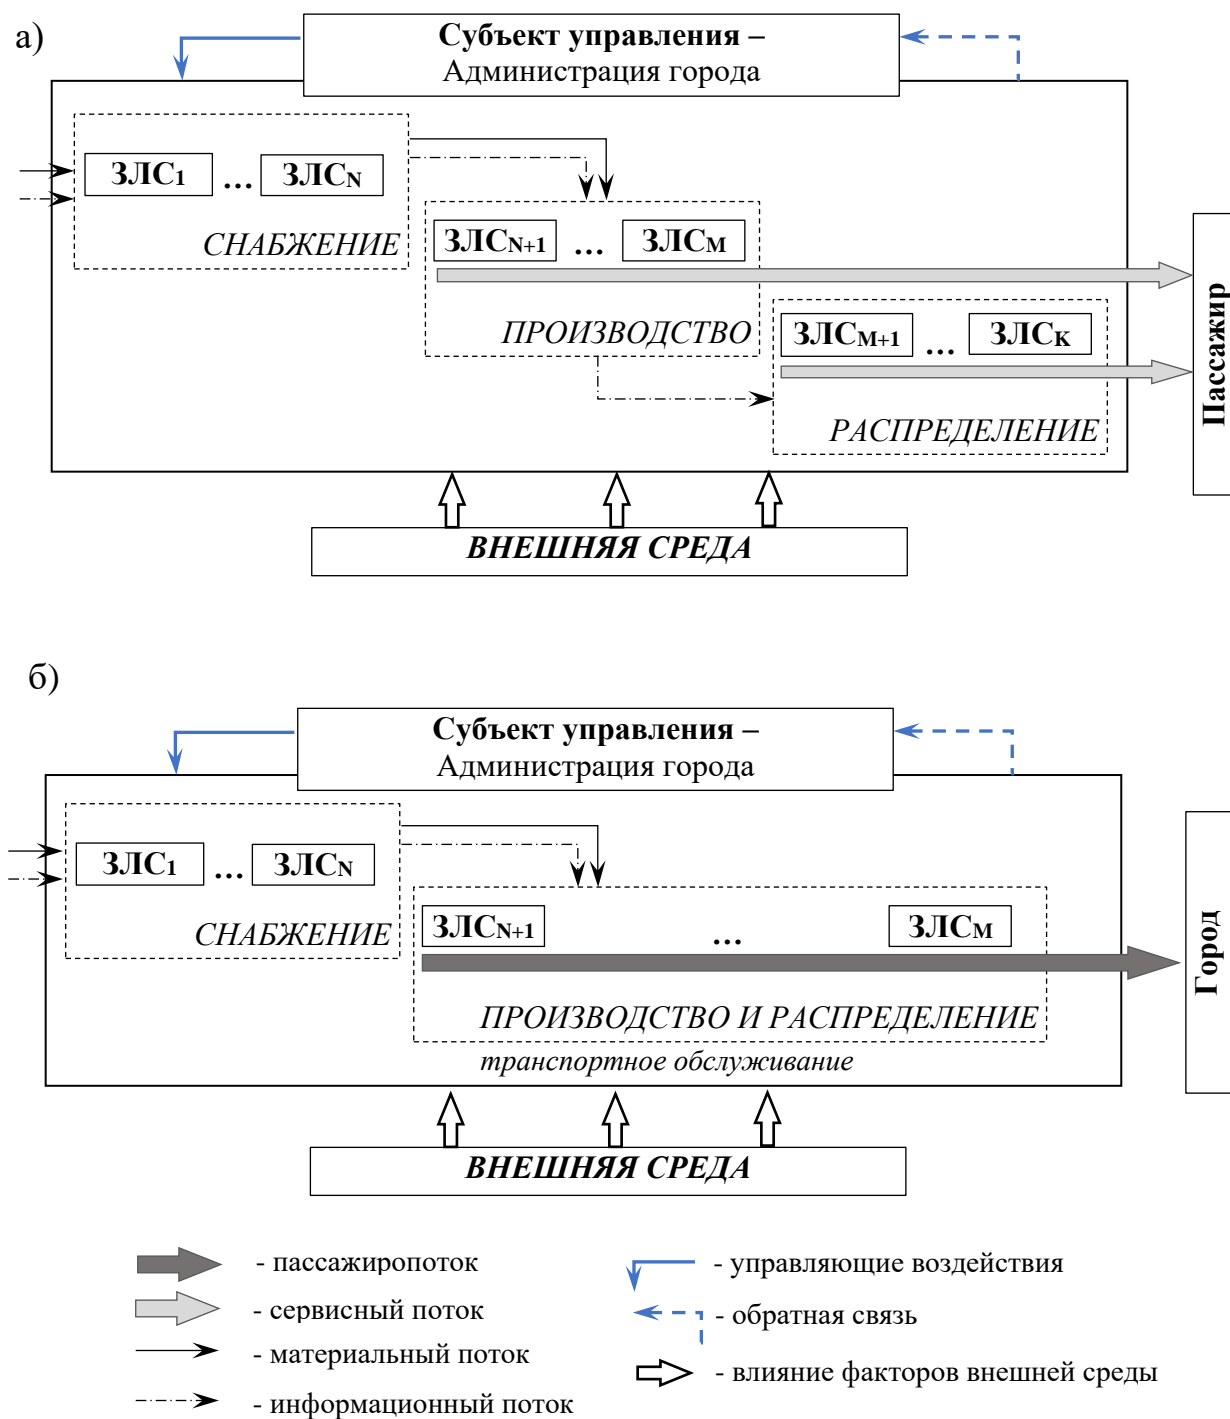 а)
Субъект управления –
Администрация города
ЗЛС1 ... ЗЛСN
СНАБЖЕНИЕ
ЗЛСN+1 ... ЗЛСM
ПРОИЗВОДСТВО
ЗЛСM+1 ... ЗЛСK
РАСПРЕДЕЛЕНИЕ
Пассажир
ВНЕШНЯЯ СРЕДА
б)
Субъект управления –
Администрация города
ЗЛС1 ... ЗЛСN
СНАБЖЕНИЕ
ЗЛСN+1 ... ЗЛСM
ПРОИЗВОДСТВО И РАСПРЕДЕЛЕНИЕ
транспортное обслуживание
Город
ВНЕШНЯЯ СРЕДА
- пассажиропоток
- сервисный поток
- материальный поток
- информационный поток
- управляющие воздействия
- обратная связь
- влияние факторов внешней среды